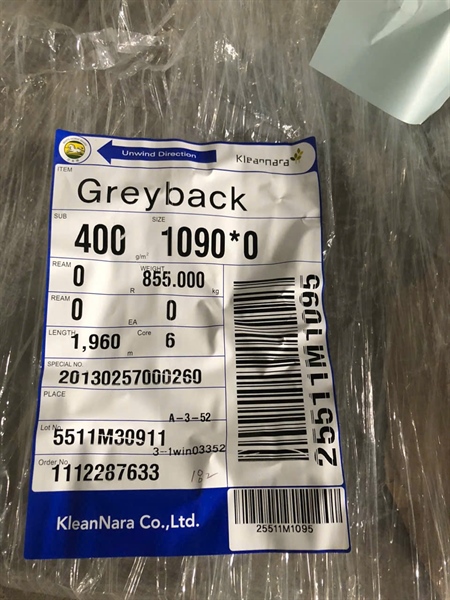 Unwind Direction
Kleannara
ITEM
Greyback
SUB
SIZE
400 g/m² 1090*0
REAM
WEIGHT
0 R 855.000 kg
REAM
0 EA 0
LENGTH
Core
1,960 m 6
SPECIAL NO.
20130257000260
PLACE
A-3-52
Lot No.
5511M30911
3-1win03352
Order No.
1112287633
KleanNara Co.,Ltd.
25511M1095
25511M1095